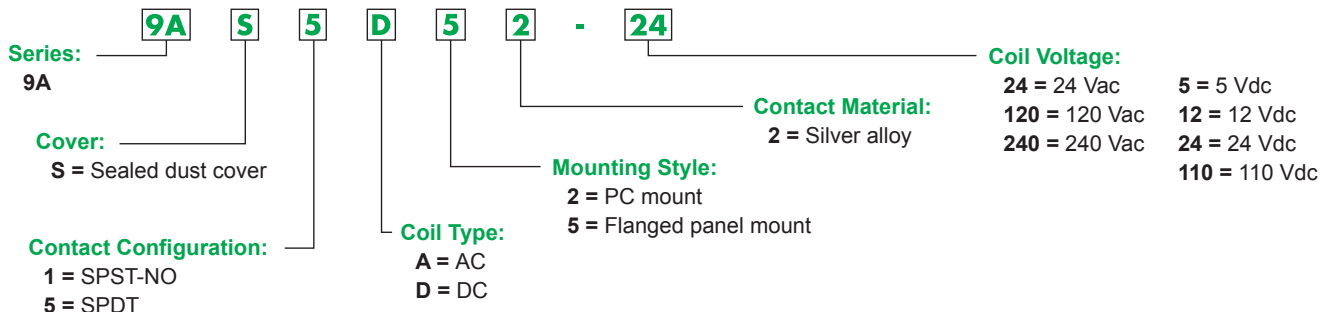 9A S 5 D 5 2 - 24
Series:
9A
Cover:
S = Sealed dust cover
Contact Configuration:
1 = SPST-NO
5 = SPDT
Coil Type:
A = AC
D = DC
Mounting Style:
2 = PC mount
5 = Flanged panel mount
Contact Material:
2 = Silver alloy
Coil Voltage:
24 = 24 Vac 5 = 5 Vdc
120 = 120 Vac 12 = 12 Vdc
240 = 240 Vac 24 = 24 Vdc
110 = 110 Vdc